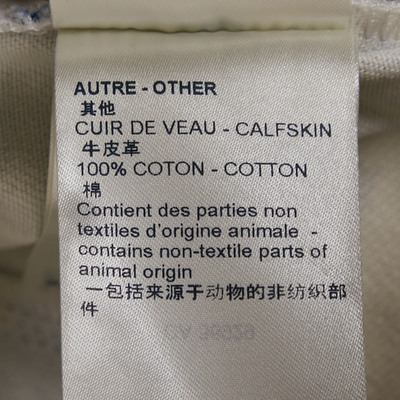 AUTRE - OTHER
其他
CUIR DE VEAU - CALFSKIN
牛皮革
100% COTON - COTTON
棉
Contient des parties non
textiles d'origine animale -
contains non-textile parts of
animal origin
一包括来源于动物的非纺织部
件